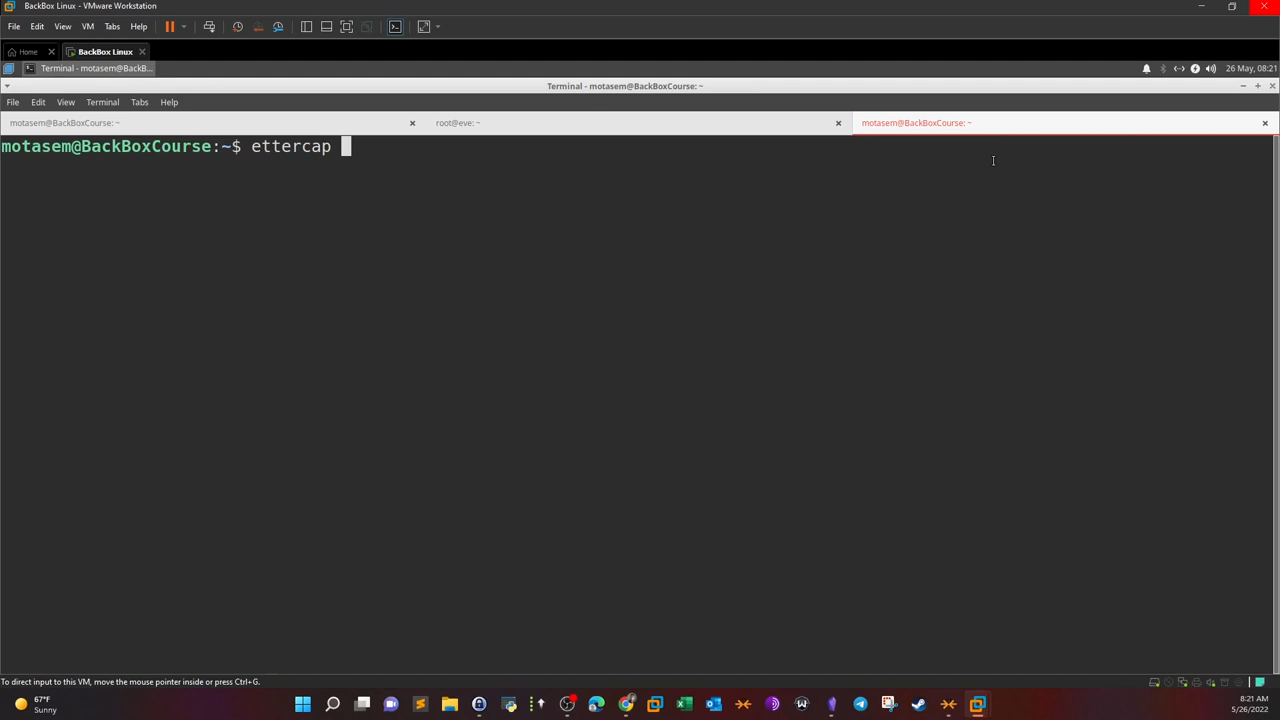 BackBox Linux - VMware Workstation
File Edit View VM Tabs Help
Home BackBox Linux
Terminal - motasem@BackB... 26 May, 08:21
Terminal - motasem@BackBoxCourse: ~
File Edit View Terminal Tabs Help
motasem@BackBoxCourse: ~ root@eve: ~ motasem@BackBoxCourse: ~
motasem@BackBoxCourse:~$ ettercap
To direct input to this VM, move the mouse pointer inside or press Ctrl+G.
67°F
Sunny
8:21 AM
5/26/2022